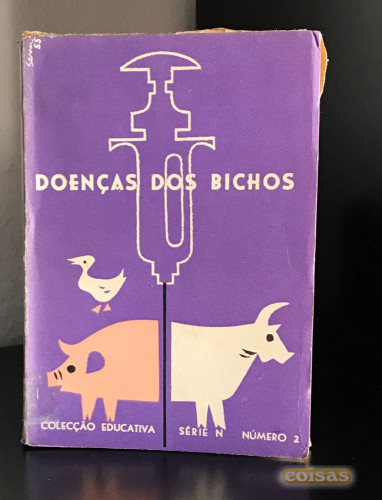 DOENÇAS DOS BICHOS
COLECÇÃO EDUCATIVA SÉRIE N NÚMERO 2
coisas